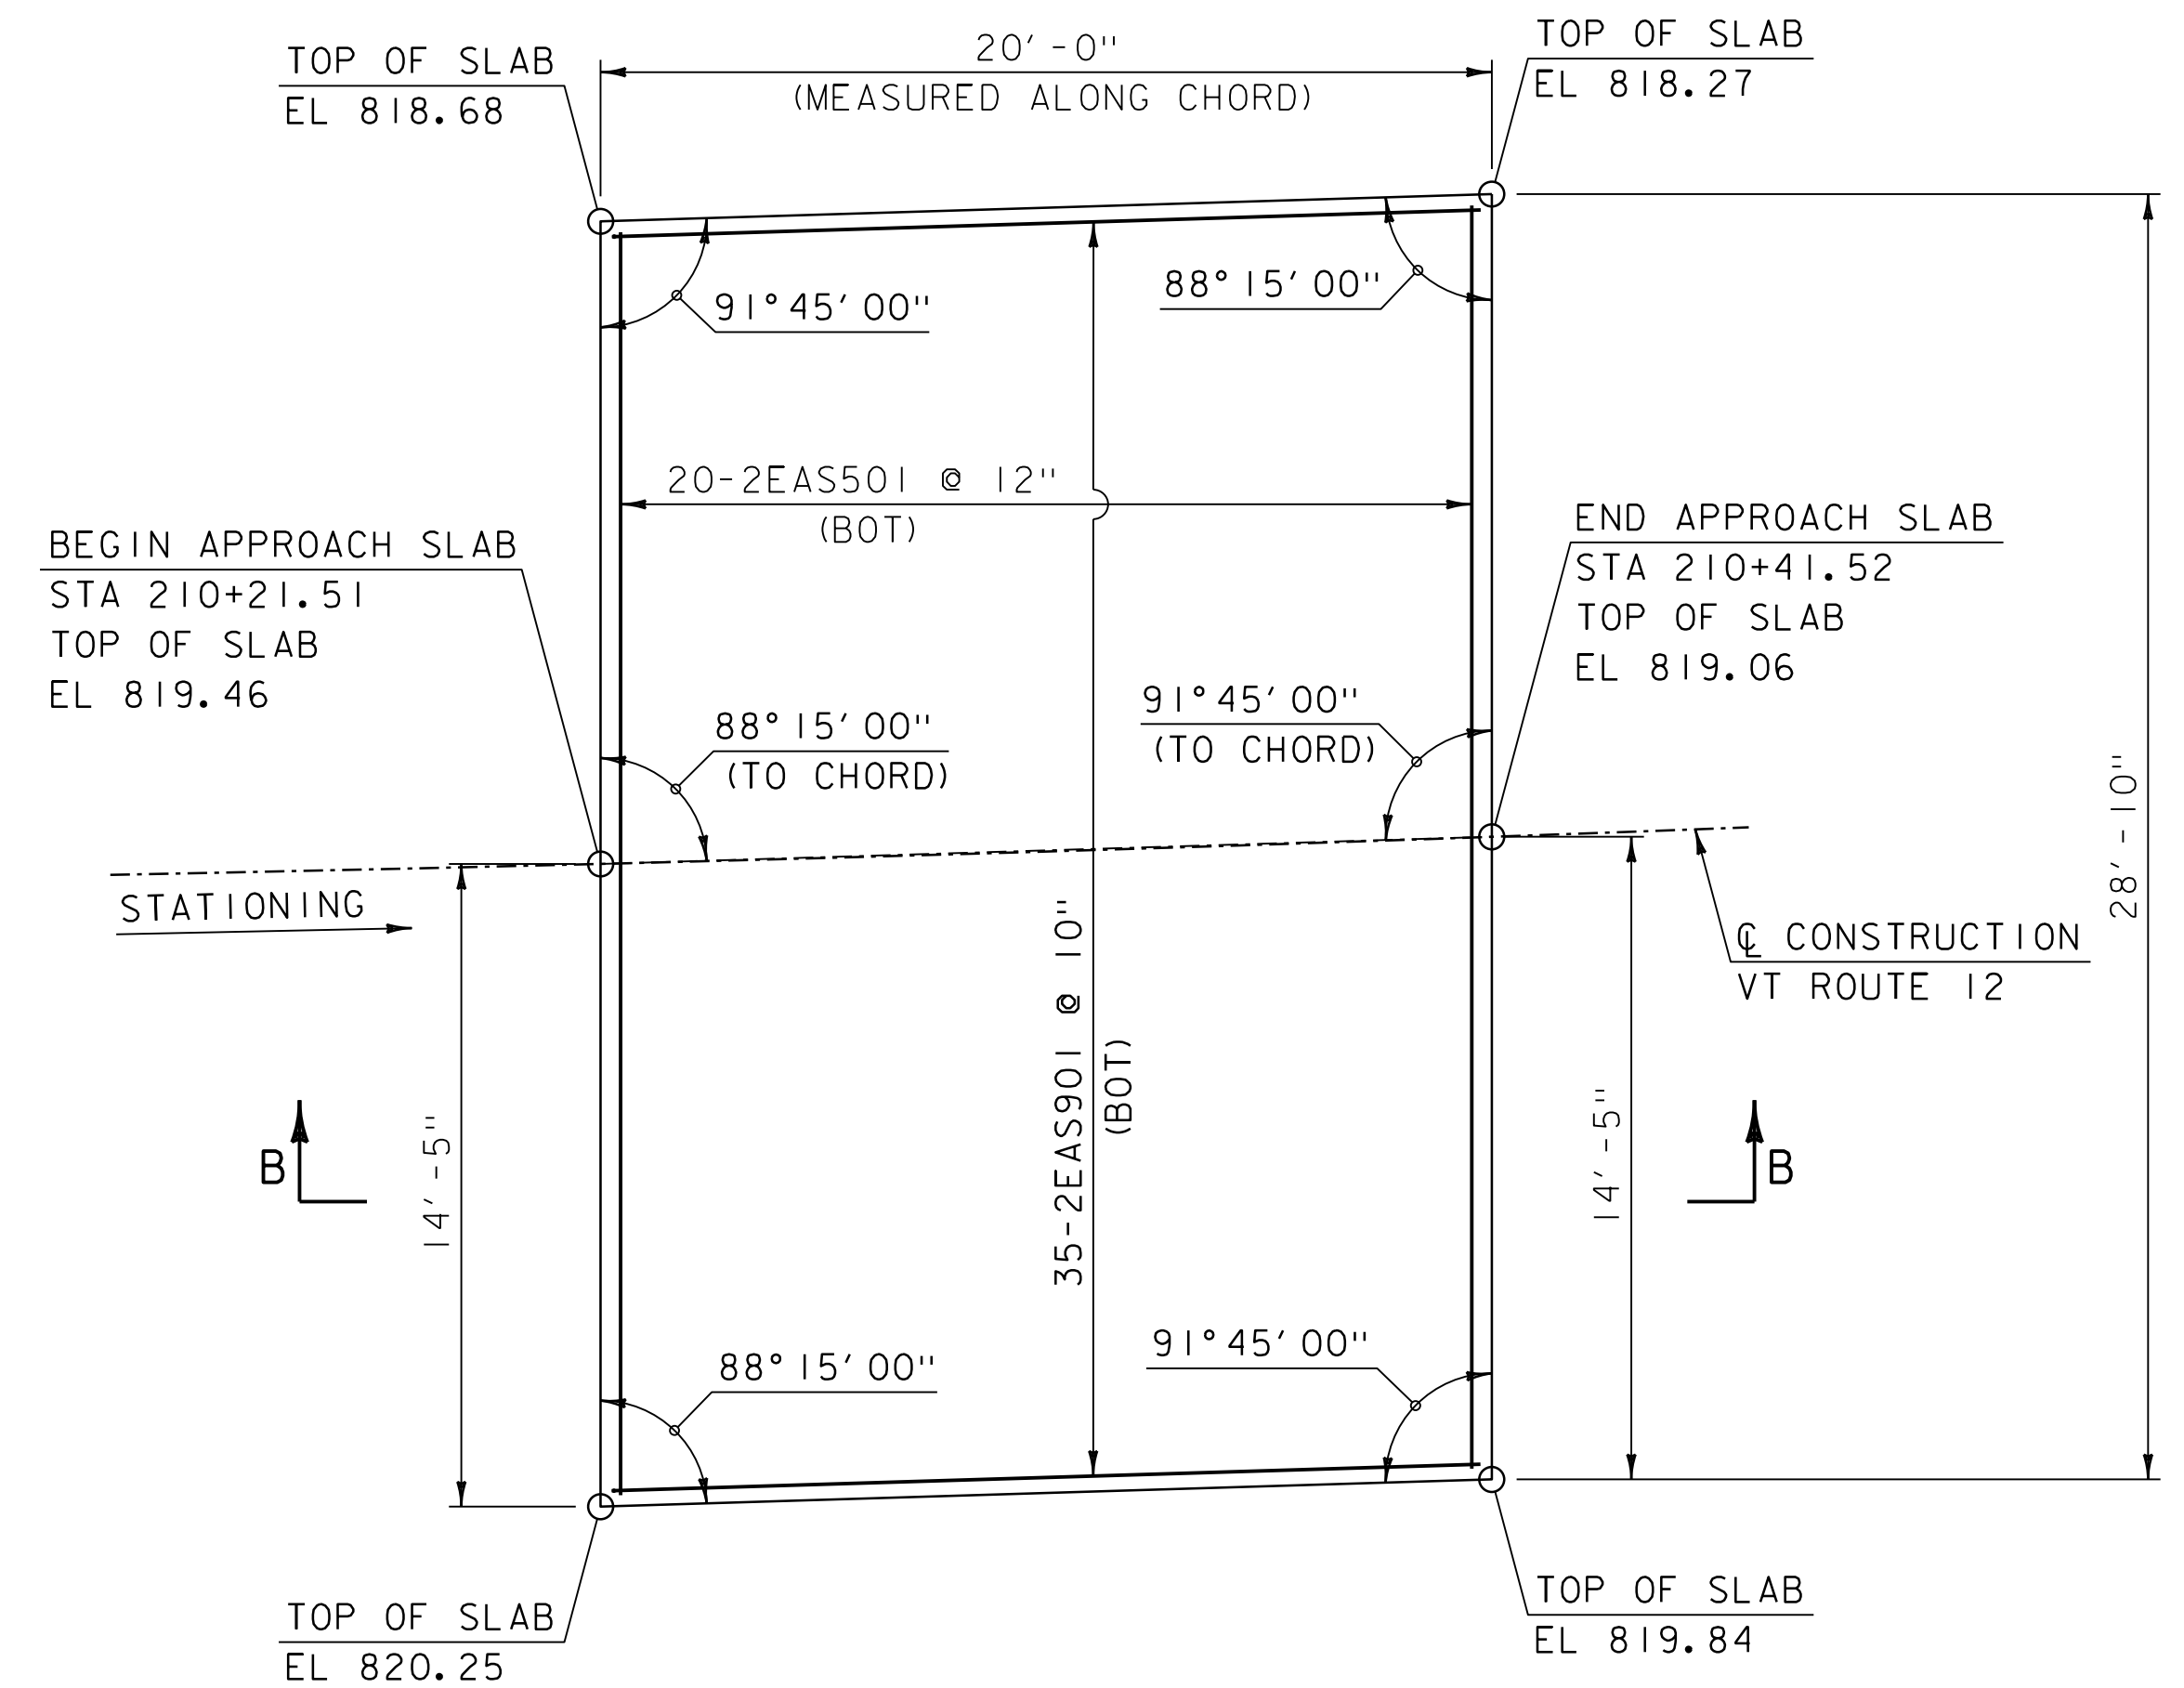 TOP OF SLAB
EL 818.68
20'-0"
(MEASURED ALONG CHORD)
TOP OF SLAB
EL 818.27
91°45'00"
88°15'00"
20-2EAS501 @ 12"
(BOT)
BEGIN APPROACH SLAB
STA 210+21.51
TOP OF SLAB
EL 819.46
END APPROACH SLAB
STA 210+41.52
TOP OF SLAB
EL 819.06
88°15'00"
(TO CHORD)
91°45'00"
(TO CHORD)
28'-10"
STATIONING
℄ CONSTRUCTION
VT ROUTE 12
35-2EAS901 @ 10"
(BOT)
14'-5"
14'-5"
B
B
88°15'00"
91°45'00"
TOP OF SLAB
EL 820.25
TOP OF SLAB
EL 819.84